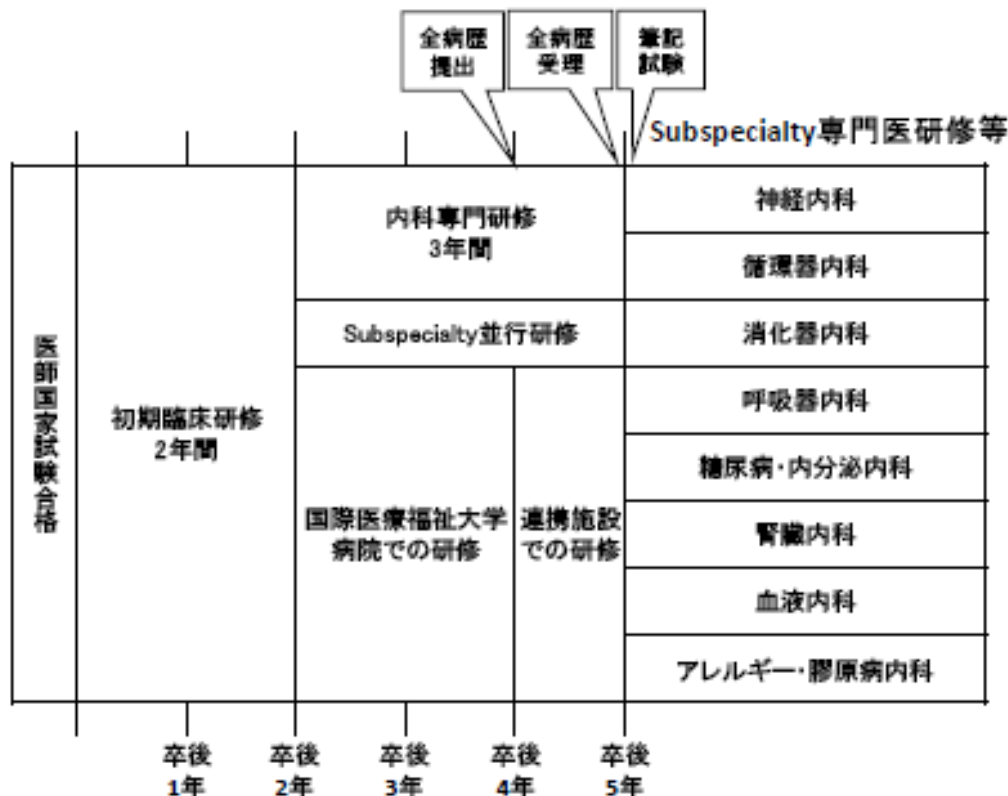 全病歴
提出
全病歴
受理
筆記
試験
Subspecialty専門医研修等
医師国家試験合格
初期臨床研修
2年間
内科専門研修
3年間
Subspecialty並行研修
国際医療福祉大学
病院での研修
連携施設
での研修
神経内科
循環器内科
消化器内科
呼吸器内科
糖尿病・内分泌内科
腎臓内科
血液内科
アレルギー・膠原病内科
卒後
1年
卒後
2年
卒後
3年
卒後
4年
卒後
5年